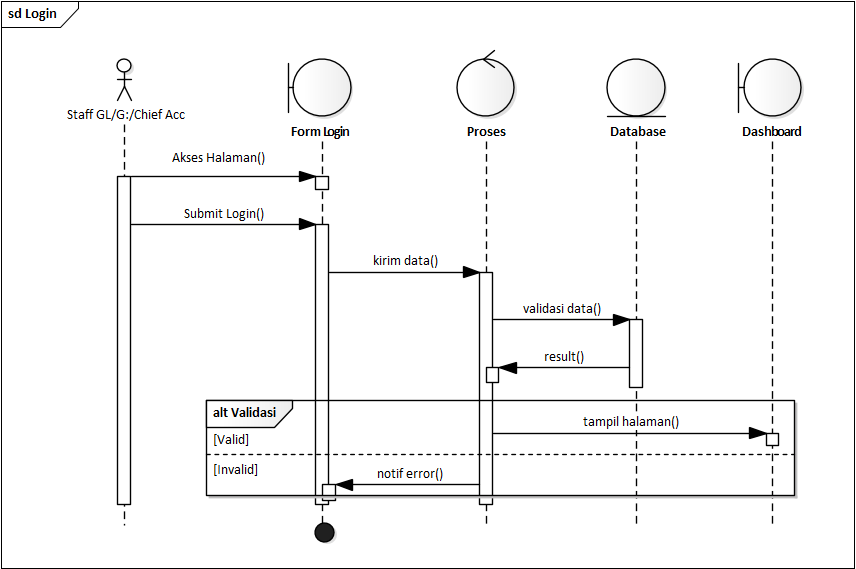 sd Login
Staff GL/G:/Chief Acc
Form Login
Proses
Database
Dashboard
Akses Halaman()
Submit Login()
kirim data()
validasi data()
result()
alt Validasi
tampil halaman()
[Valid]
[Invalid]
notif error()